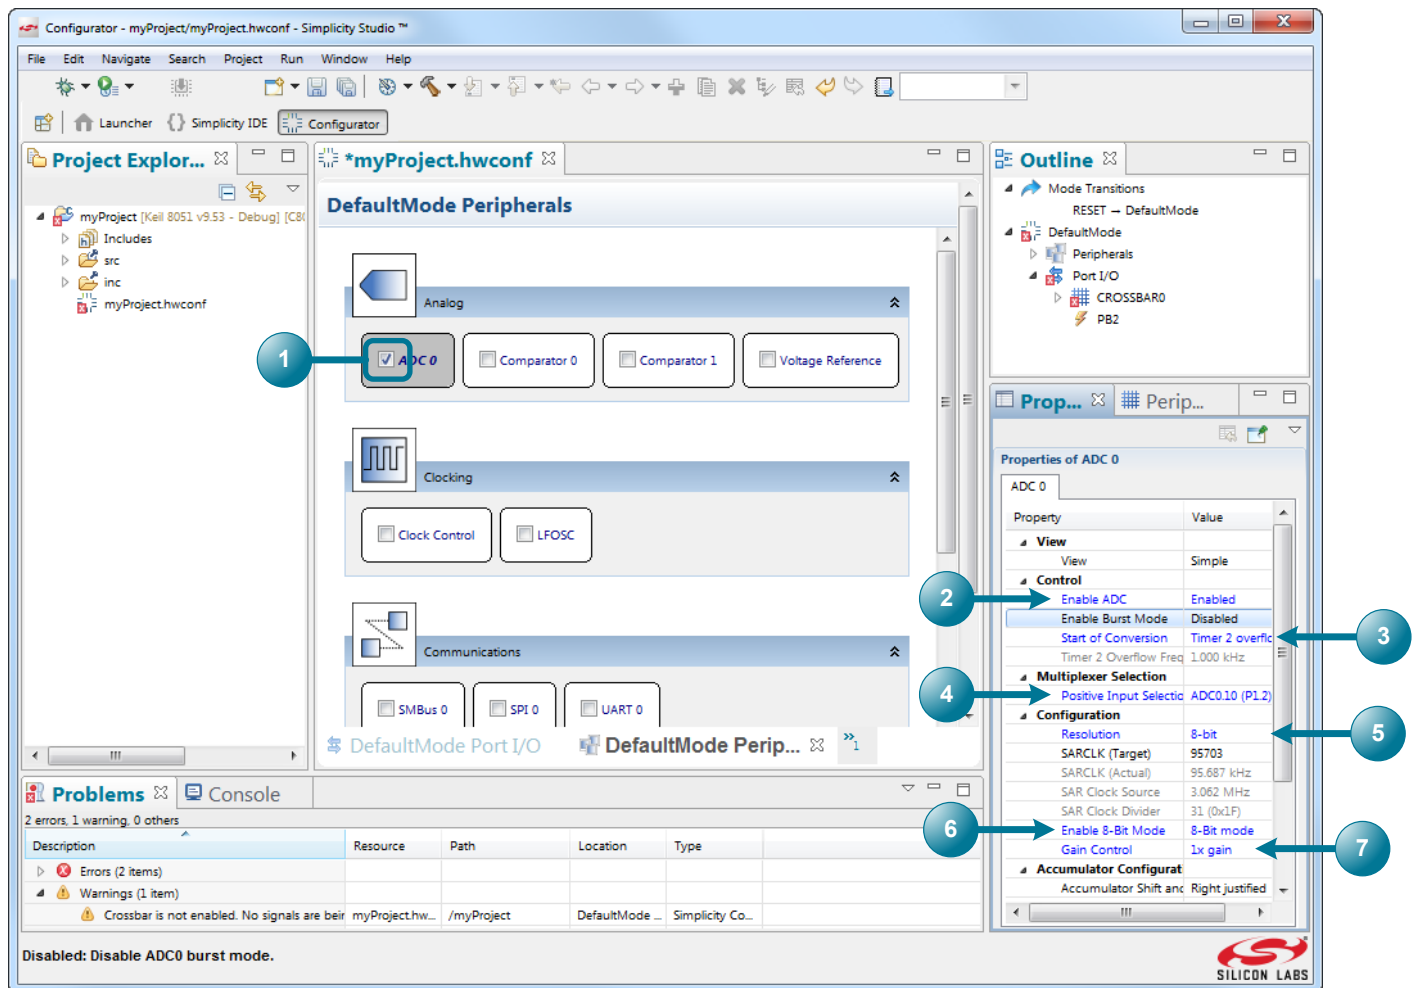 Configurator - myProject/myProject.hwconf - Simplicity Studio ™
File Edit Navigate Search Project Run Window Help
Launcher Simplicity IDE Configurator
Project Explor...
myProject [Keil 8051 v9.53 - Debug] [C8
Includes
src
inc
myProject.hwconf
*myProject.hwconf
DefaultMode Peripherals
Analog
1
ADC 0 Comparator 0 Comparator 1 Voltage Reference
Clocking
Clock Control LFOSC
Communications
SMBus 0 SPI 0 UART 0
DefaultMode Port I/O DefaultMode Perip... »1
Outline
Mode Transitions
RESET → DefaultMode
DefaultMode
Peripherals
Port I/O
CROSSBAR0
PB2
Prop... Perip...
Properties of ADC 0
ADC 0
Property Value
View
View Simple
Control
2 Enable ADC Enabled
Enable Burst Mode Disabled
Start of Conversion Timer 2 overflc 3
Timer 2 Overflow Freq 1.000 kHz
Multiplexer Selection
4 Positive Input Selectio ADC0.10 (P1.2)
Configuration
Resolution 8-bit 5
SARCLK (Target) 95703
SARCLK (Actual) 95.687 kHz
SAR Clock Source 3.062 MHz
SAR Clock Divider 31 (0x1F)
6 Enable 8-Bit Mode 8-Bit mode
Gain Control 1x gain 7
Accumulator Configurat
Accumulator Shift and Right justified
Problems Console
2 errors, 1 warning, 0 others
Description Resource Path Location Type
Errors (2 items)
Warnings (1 item)
Crossbar is not enabled. No signals are beir myProject.hw... /myProject DefaultMode ... Simplicity Co...
Disabled: Disable ADC0 burst mode.
SILICON LABS